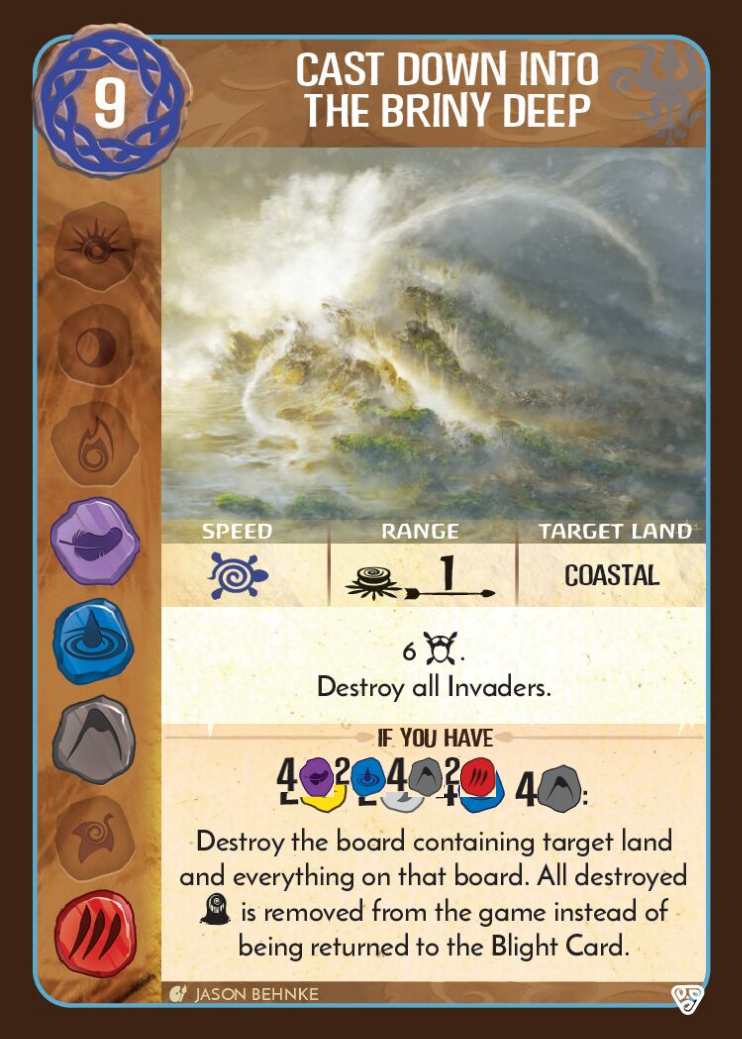 9
CAST DOWN INTO
THE BRINY DEEP
SPEED RANGE TARGET LAND
1 COASTAL
6 .
Destroy all Invaders.
IF YOU HAVE
4 2 4 2 4 :
Destroy the board containing target land
and everything on that board. All destroyed
is removed from the game instead of
being returned to the Blight Card.
JASON BEHNKE